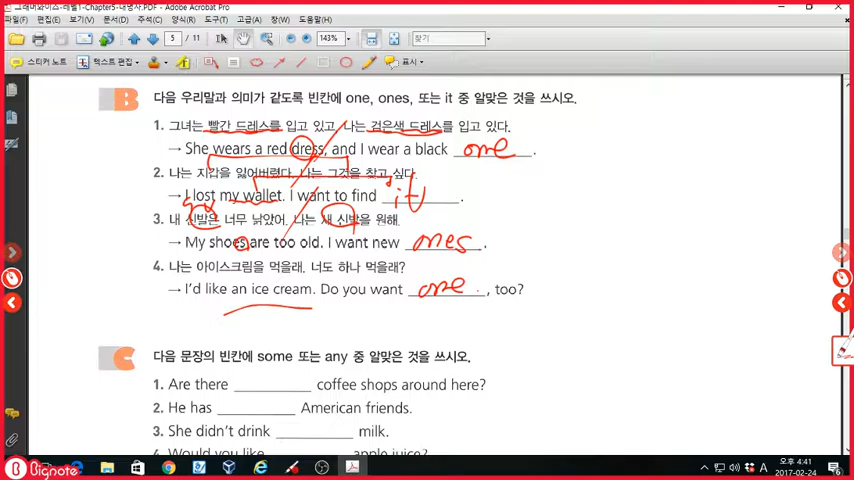 그래머와이즈-레벨1-Chapter5-대명사.PDF - Adobe Acrobat Pro
파일(F) 편집(E) 보기(V) 문서(D) 주석(C) 양식(R) 도구(T) 고급(A) 창(W) 도움말(H)
5 / 11 143% 찾기
스티커 노트 텍스트 편집 표시
B 다음 우리말과 의미가 같도록 빈칸에 one, ones, 또는 it 중 알맞은 것을 쓰시오.
1. 그녀는 빨간 드레스를 입고 있고, 나는 검은색 드레스를 입고 있다.
→ She wears a red dress, and I wear a black one.
2. 나는 지갑을 잃어버렸다. 나는 그것을 찾고 싶다.
→ I lost my wallet. I want to find it.
3. 내 신발은 너무 낡았어. 나는 새 신발을 원해.
→ My shoes are too old. I want new ones.
4. 나는 아이스크림을 먹을래. 너도 하나 먹을래?
→ I'd like an ice cream. Do you want one, too?
C 다음 문장의 빈칸에 some 또는 any 중 알맞은 것을 쓰시오.
1. Are there ____________ coffee shops around here?
2. He has ____________ American friends.
3. She didn't drink ____________ milk.
4. Would you like ____________ apple juice?
Bignote
A 오후 4:41
2017-02-24